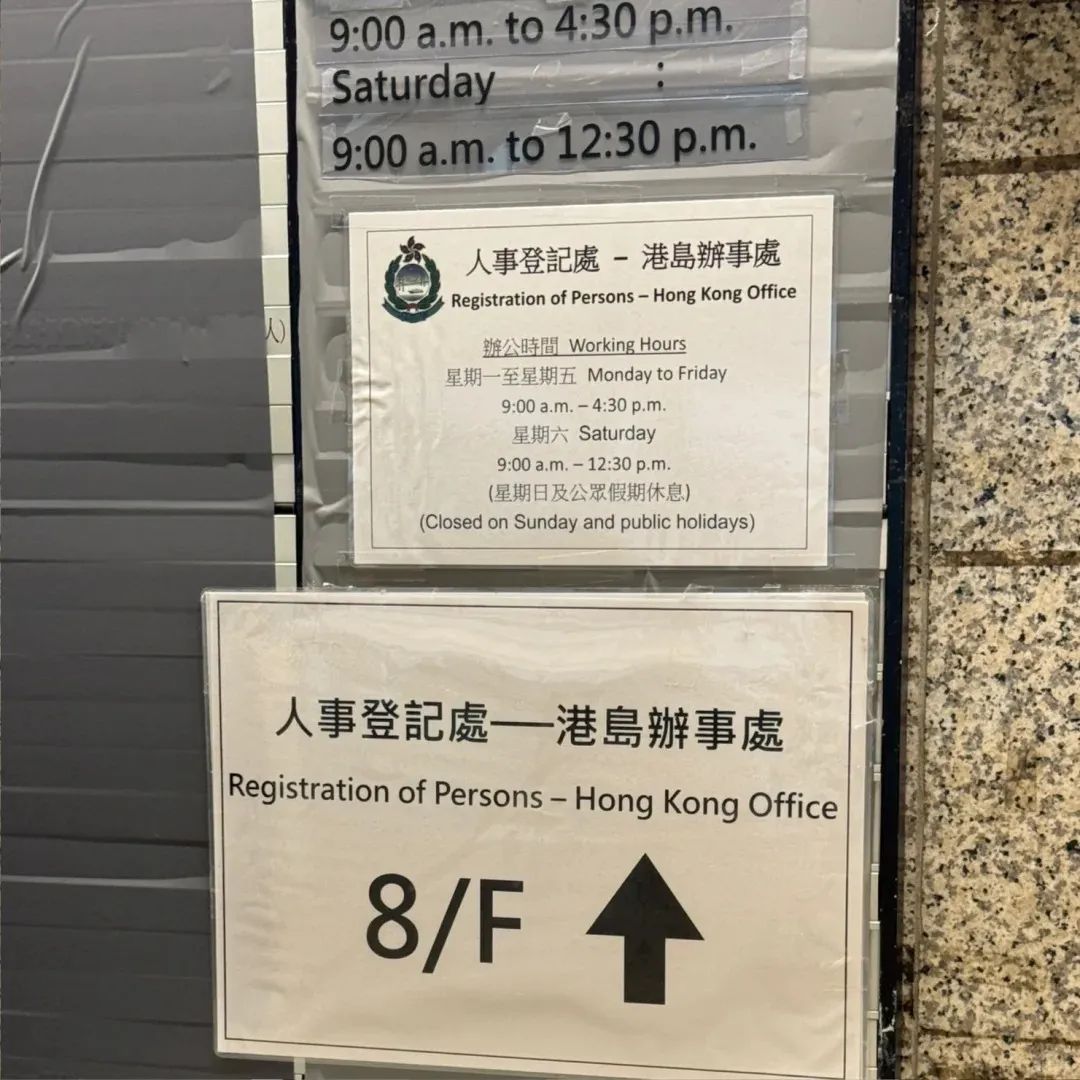 9:00 a.m. to 4:30 p.m.
Saturday :
9:00 a.m. to 12:30 p.m.
人事登記處 – 港島辦事處
Registration of Persons – Hong Kong Office
辦公時間 Working Hours
星期一至星期五 Monday to Friday
9:00 a.m. – 4:30 p.m.
星期六 Saturday
9:00 a.m. – 12:30 p.m.
(星期日及公眾假期休息)
(Closed on Sunday and public holidays)
人事登記處──港島辦事處
Registration of Persons – Hong Kong Office
8/F